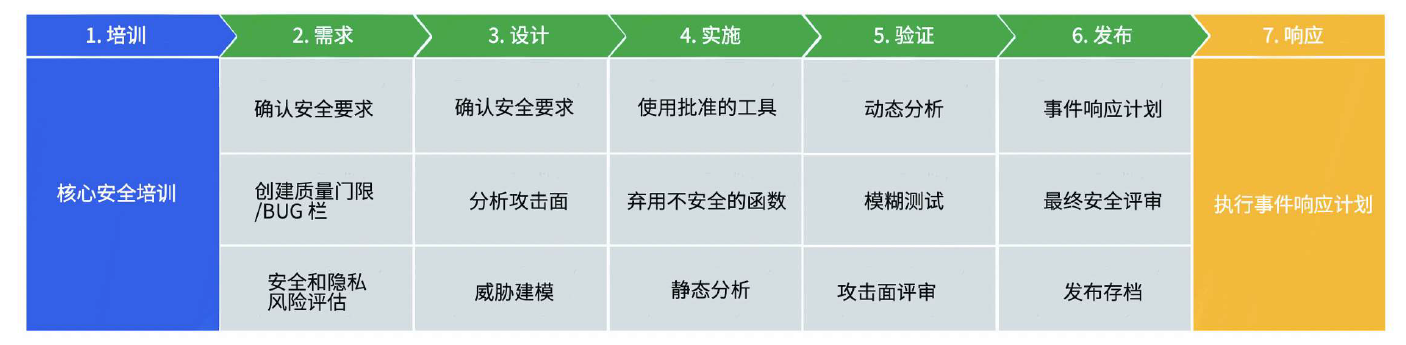 1. 培训
2. 需求
3. 设计
4. 实施
5. 验证
6. 发布
7. 响应
核心安全培训
确认安全要求
创建质量门限
/BUG 栏
安全和隐私
风险评估
确认安全要求
分析攻击面
威胁建模
使用批准的工具
弃用不安全的函数
静态分析
动态分析
模糊测试
攻击面评审
事件响应计划
最终安全评审
发布存档
执行事件响应计划